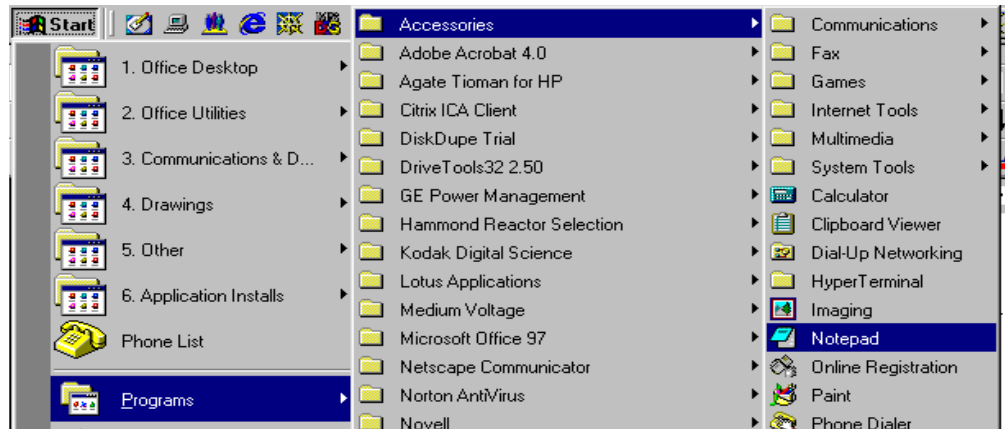 Start
1. Office Desktop
2. Office Utilities
3. Communications & D...
4. Drawings
5. Other
6. Application Installs
Phone List
Programs
Accessories
Adobe Acrobat 4.0
Agate Tioman for HP
Citrix ICA Client
DiskDupe Trial
DriveTools32 2.50
GE Power Management
Hammond Reactor Selection
Kodak Digital Science
Lotus Applications
Medium Voltage
Microsoft Office 97
Netscape Communicator
Norton AntiVirus
Novell
Communications
Fax
Games
Internet Tools
Multimedia
System Tools
Calculator
Clipboard Viewer
Dial-Up Networking
HyperTerminal
Imaging
Notepad
Online Registration
Paint
Phone Dialer